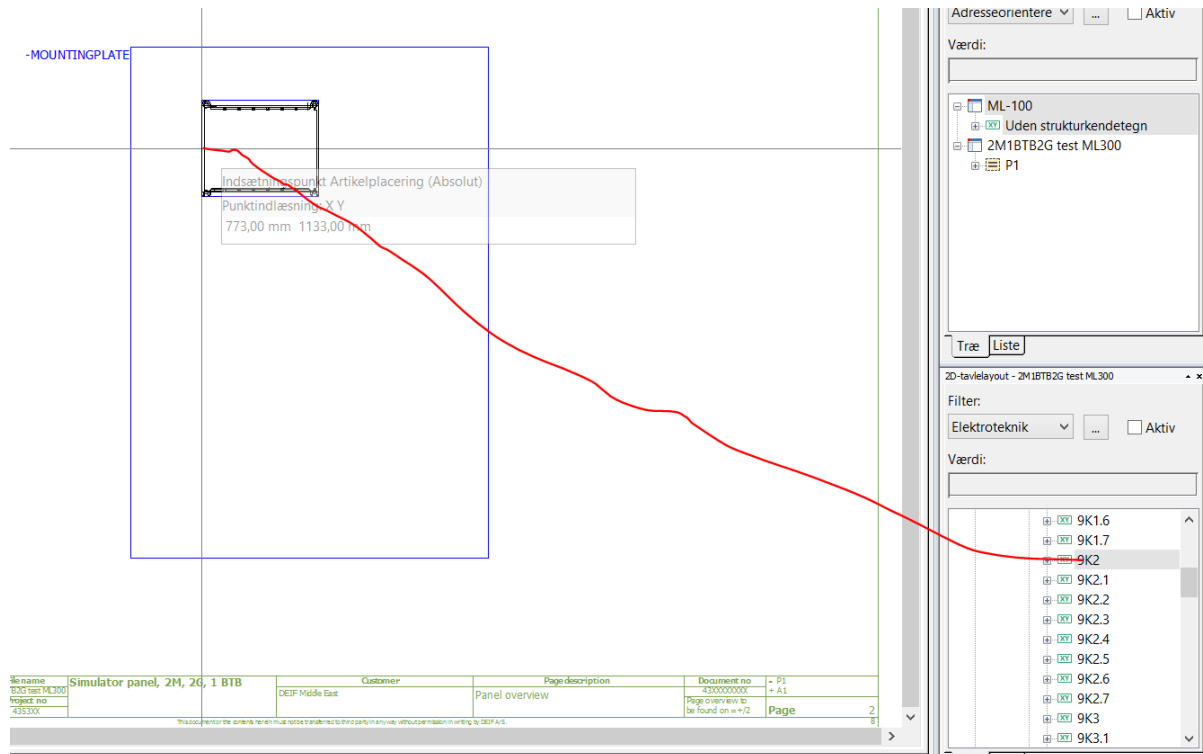 -MOUNTINGPLATE
Indsætningspunkt Artikelplacering (Absolut)
Punktindlæsning: X Y
773,00 mm 1133,00 mm
Simulator panel, 2M, 2G, 1 BTB
B2G test ML300
4353XX
Customer
DEIF Middle East
Page description
Panel overview
Document no
43XXXXXXXX
Page overview to
be found on =+/2
- P1
+ A1
Page 2
8
This document or the contents herein must not be transferred to third party in any way without permission in writing by DEIF A/S.
Adresseorientere
...
Aktiv
Værdi:
ML-100
Uden strukturkendetegn
2M1BTB2G test ML300
P1
Træ Liste
2D-tavlelayout - 2M1BTB2G test ML300
Filter:
Elektroteknik
...
Aktiv
Værdi:
9K1.6
9K1.7
9K2
9K2.1
9K2.2
9K2.3
9K2.4
9K2.5
9K2.6
9K2.7
9K3
9K3.1